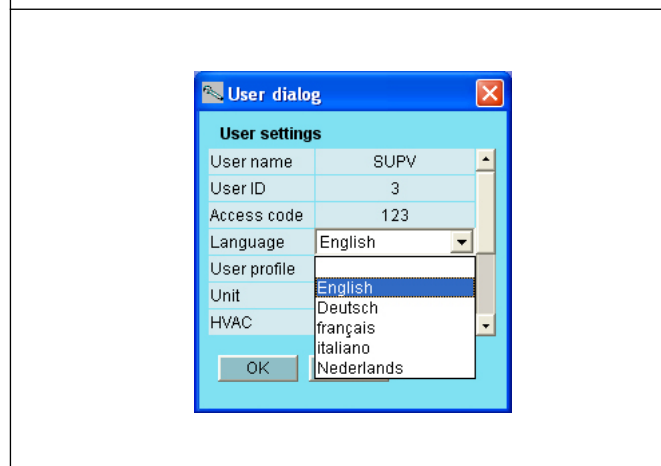 User dialog
User settings
User name SUPV
User ID 3
Access code 123
Language English
User profile
English
Unit
Deutsch
HVAC
français
italiano
OK
Nederlands